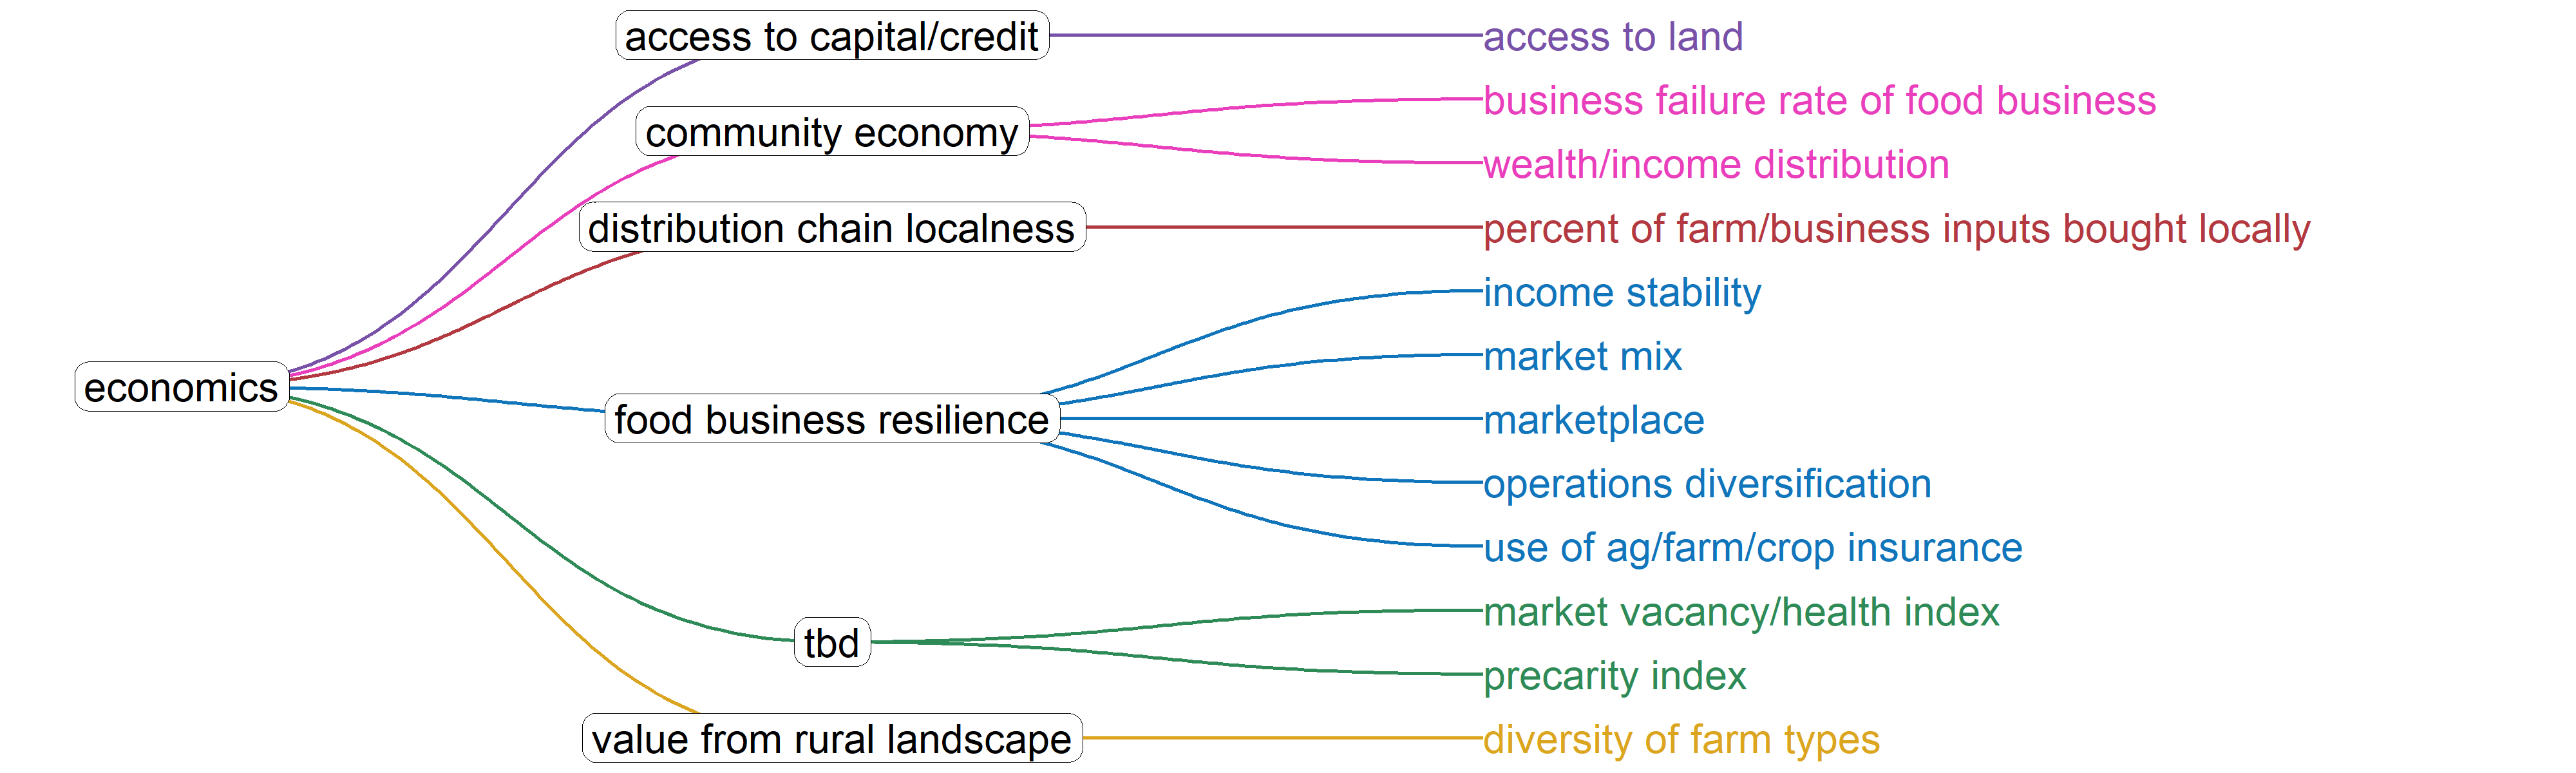 economics
access to capital/credit
access to land
community economy
business failure rate of food business
wealth/income distribution
distribution chain localness
percent of farm/business inputs bought locally
food business resilience
income stability
market mix
marketplace
operations diversification
use of ag/farm/crop insurance
tbd
market vacancy/health index
precarity index
value from rural landscape
diversity of farm types